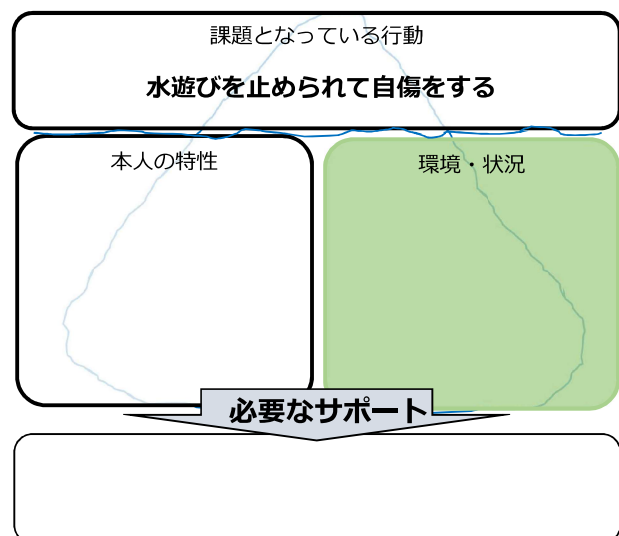 課題となっている行動
水遊びを止められて自傷をする
本人の特性
環境・状況
必要なサポート